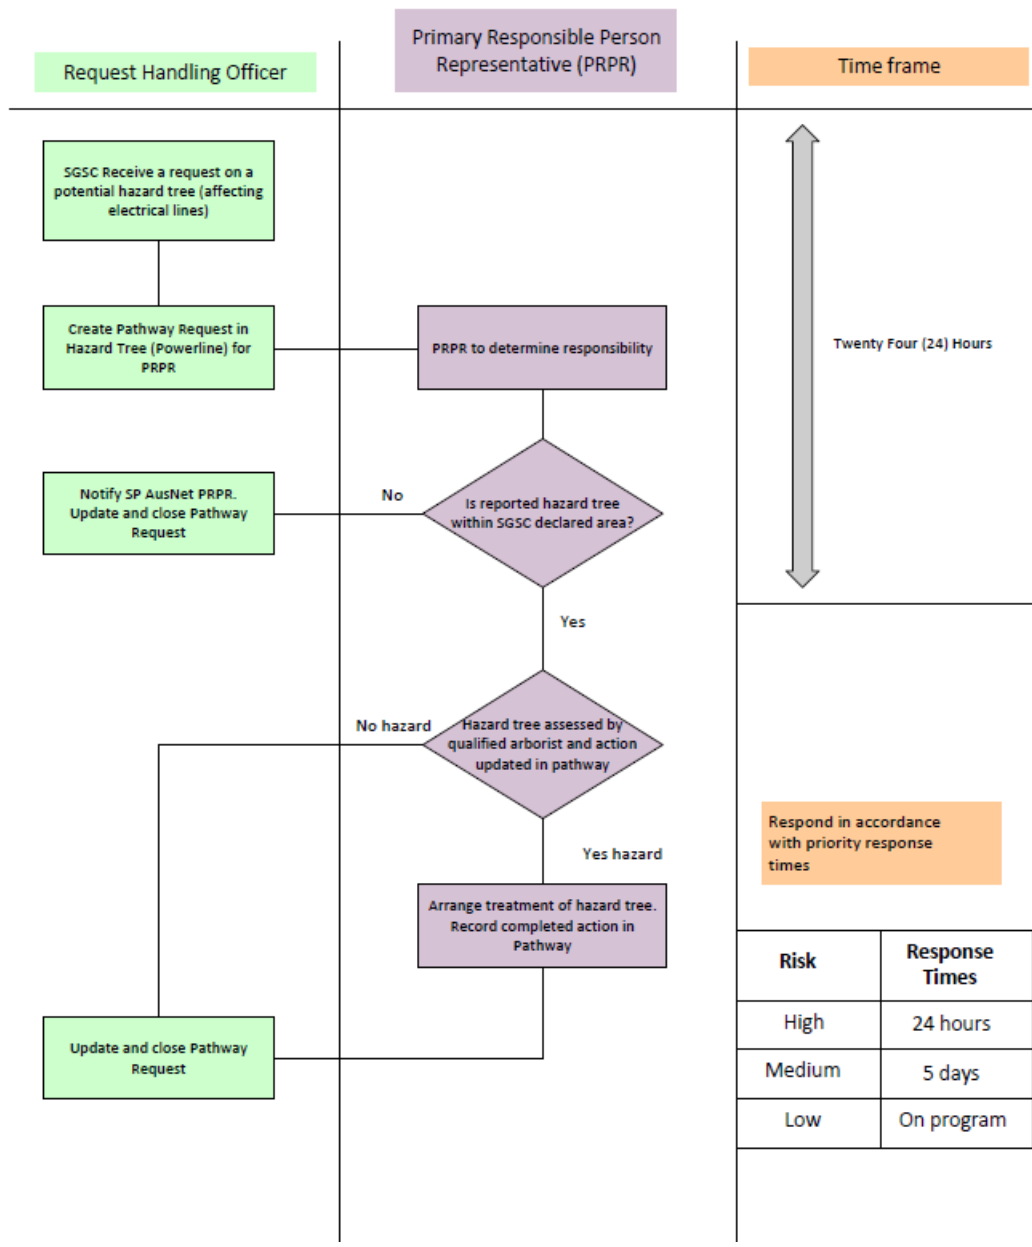 Request Handling Officer
Primary Responsible Person
Representative (PRPR)
Time frame
SGSC Receive a request on a
potential hazard tree (affecting
electrical lines)
Create Pathway Request in
Hazard Tree (Powerline) for
PRPR
PRPR to determine responsibility
Twenty Four (24) Hours
Notify SP AusNet PRPR.
Update and close Pathway
Request
No
Is reported hazard tree
within SGSC declared area?
Yes
No hazard
Hazard tree assessed by
qualified arborist and action
updated in pathway
Yes hazard
Respond in accordance
with priority response
times
Arrange treatment of hazard tree.
Record completed action in
Pathway
Risk
Response
Times
High
24 hours
Medium
5 days
Low
On program
Update and close Pathway
Request